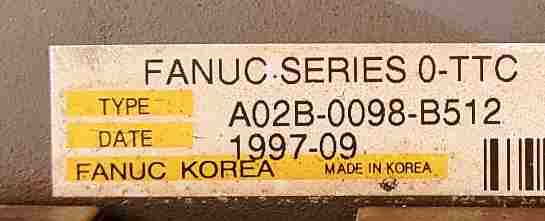 FANUC SERIES 0-TTC
TYPE A02B-0098-B512
DATE 1997-09
FANUC KOREA MADE IN KOREA